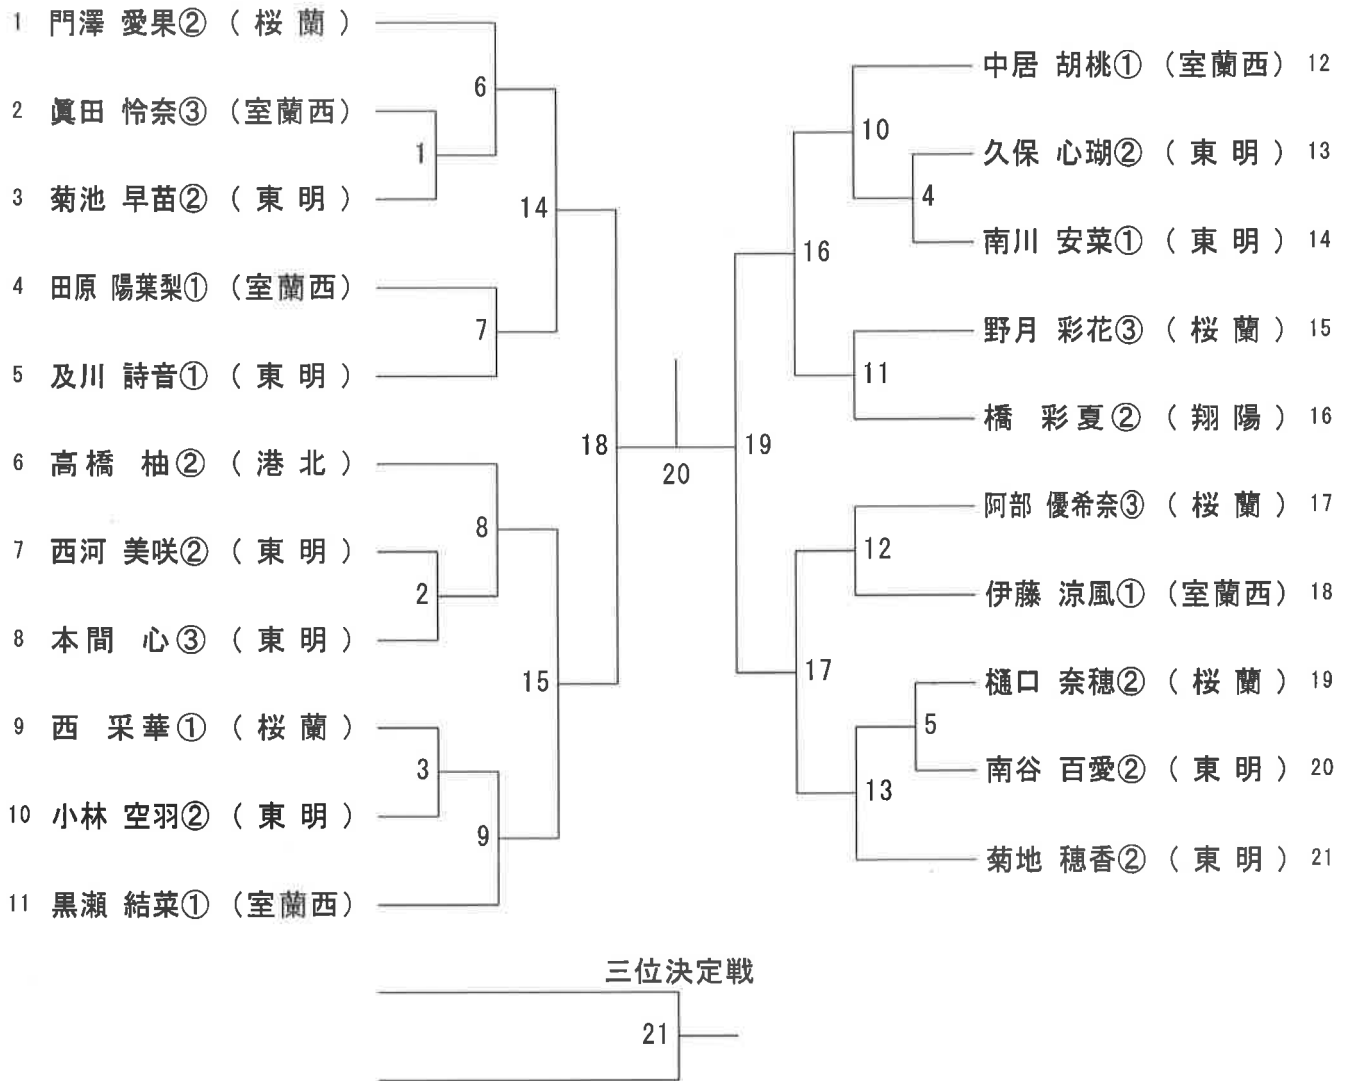 1 門澤 愛果② ( 桜 蘭 )
2 眞田 怜奈③ (室蘭西)
3 菊池 早苗② ( 東 明 )
4 田原 陽葉梨① (室蘭西)
5 及川 詩音① ( 東 明 )
6 高橋 柚② ( 港 北 )
7 西河 美咲② ( 東 明 )
8 本間 心③ ( 東 明 )
9 西 采華① ( 桜 蘭 )
10 小林 空羽② ( 東 明 )
11 黒瀬 結菜① (室蘭西)
6
1
14
7
18
8
2
15
3
9
20
19
16
10
4
11
12
17
5
13
中居 胡桃① (室蘭西) 12
久保 心瑚② ( 東 明 ) 13
南川 安菜① ( 東 明 ) 14
野月 彩花③ ( 桜 蘭 ) 15
橋 彩夏② ( 翔 陽 ) 16
阿部 優希奈③ ( 桜 蘭 ) 17
伊藤 涼風① (室蘭西) 18
樋口 奈穂② ( 桜 蘭 ) 19
南谷 百愛② ( 東 明 ) 20
菊地 穂香② ( 東 明 ) 21
三位決定戦
21